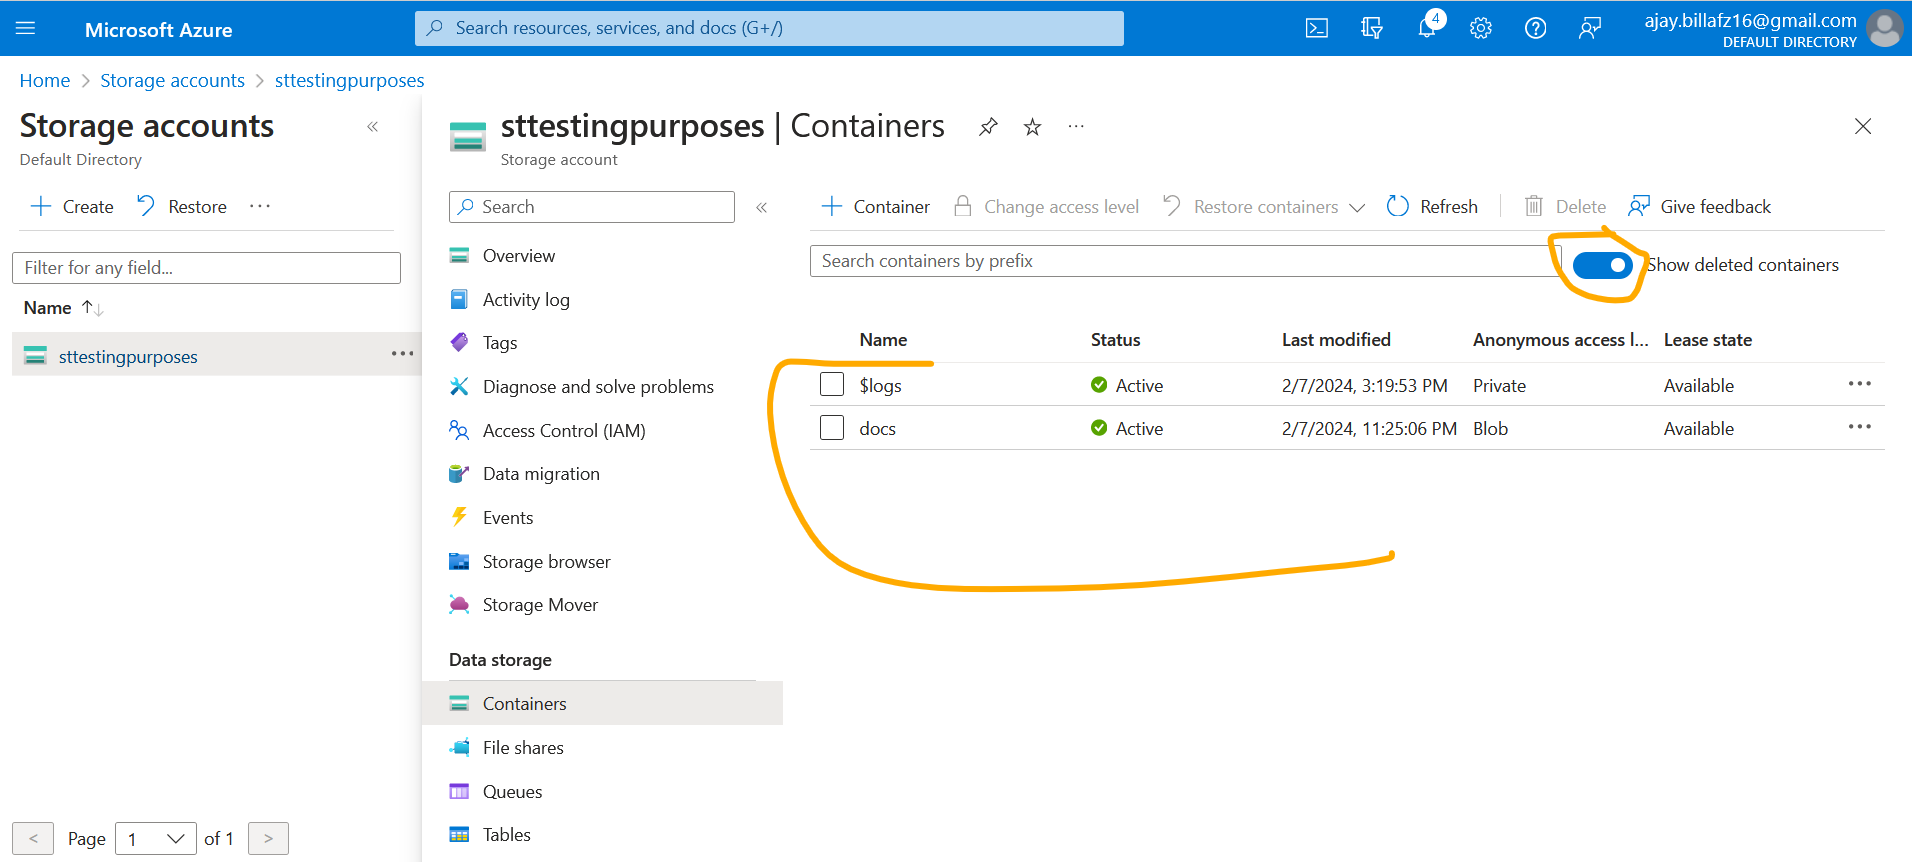 Microsoft Azure
Search resources, services, and docs (G+/)
4
ajay.billafz16@gmail.com
DEFAULT DIRECTORY
Home > Storage accounts > sttestingpurposes
Storage accounts «
Default Directory
+ Create Restore ...
Filter for any field...
Name ↑↓
sttestingpurposes ...
< Page 1 of 1 >
sttestingpurposes | Containers ...
Storage account
Search «
Overview
Activity log
Tags
Diagnose and solve problems
Access Control (IAM)
Data migration
Events
Storage browser
Storage Mover
Data storage
Containers
File shares
Queues
Tables
+ Container Change access level Restore containers Refresh Delete Give feedback
Search containers by prefix Show deleted containers
Name Status Last modified Anonymous access l... Lease state
$logs Active 2/7/2024, 3:19:53 PM Private Available ...
docs Active 2/7/2024, 11:25:06 PM Blob Available ...